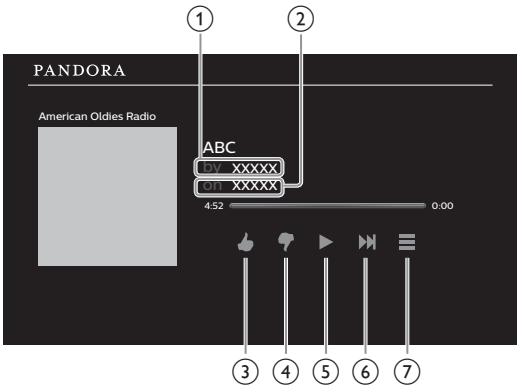 ① ②
PANDORA
American Oldies Radio
ABC
by xxxxx
on xxxxx
4:52 0:00
③ ④ ⑤ ⑥ ⑦